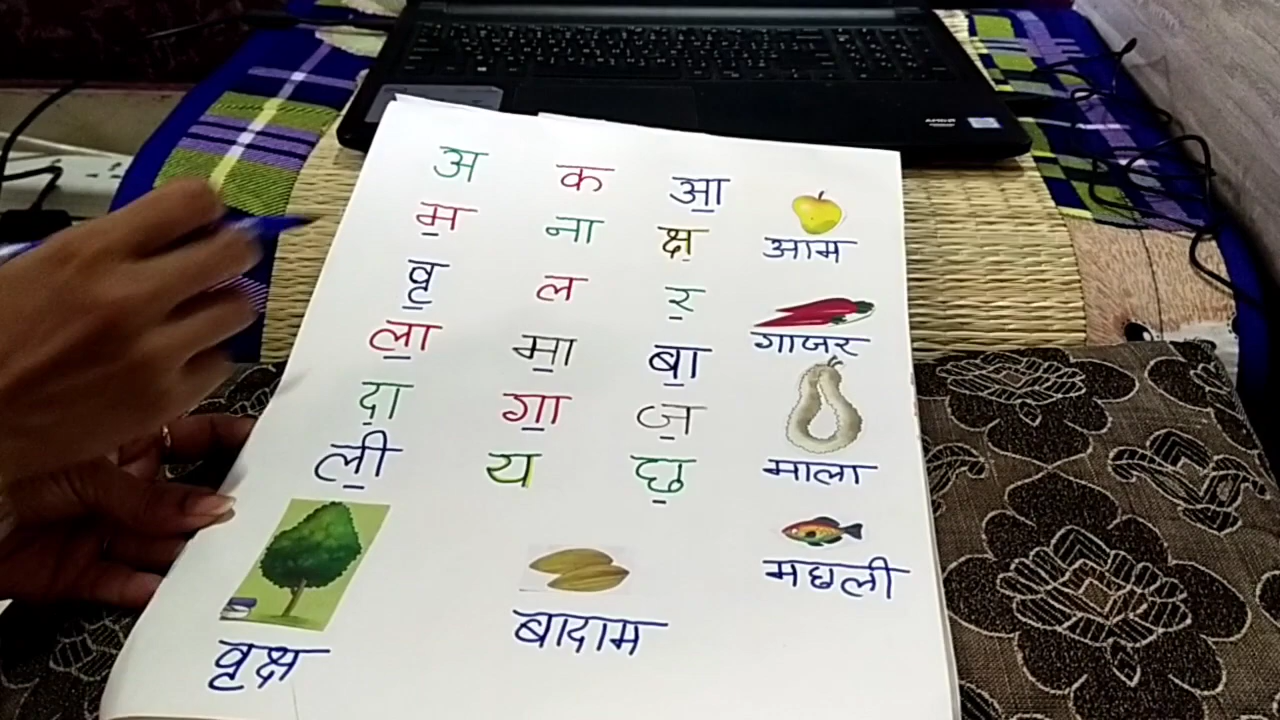 अ क आ
म ना क्ष
आम
वृ ल र
गाजर
ला मा बा
दा गा ज
माला
ली य छ
मछली
बादाम
वृक्ष